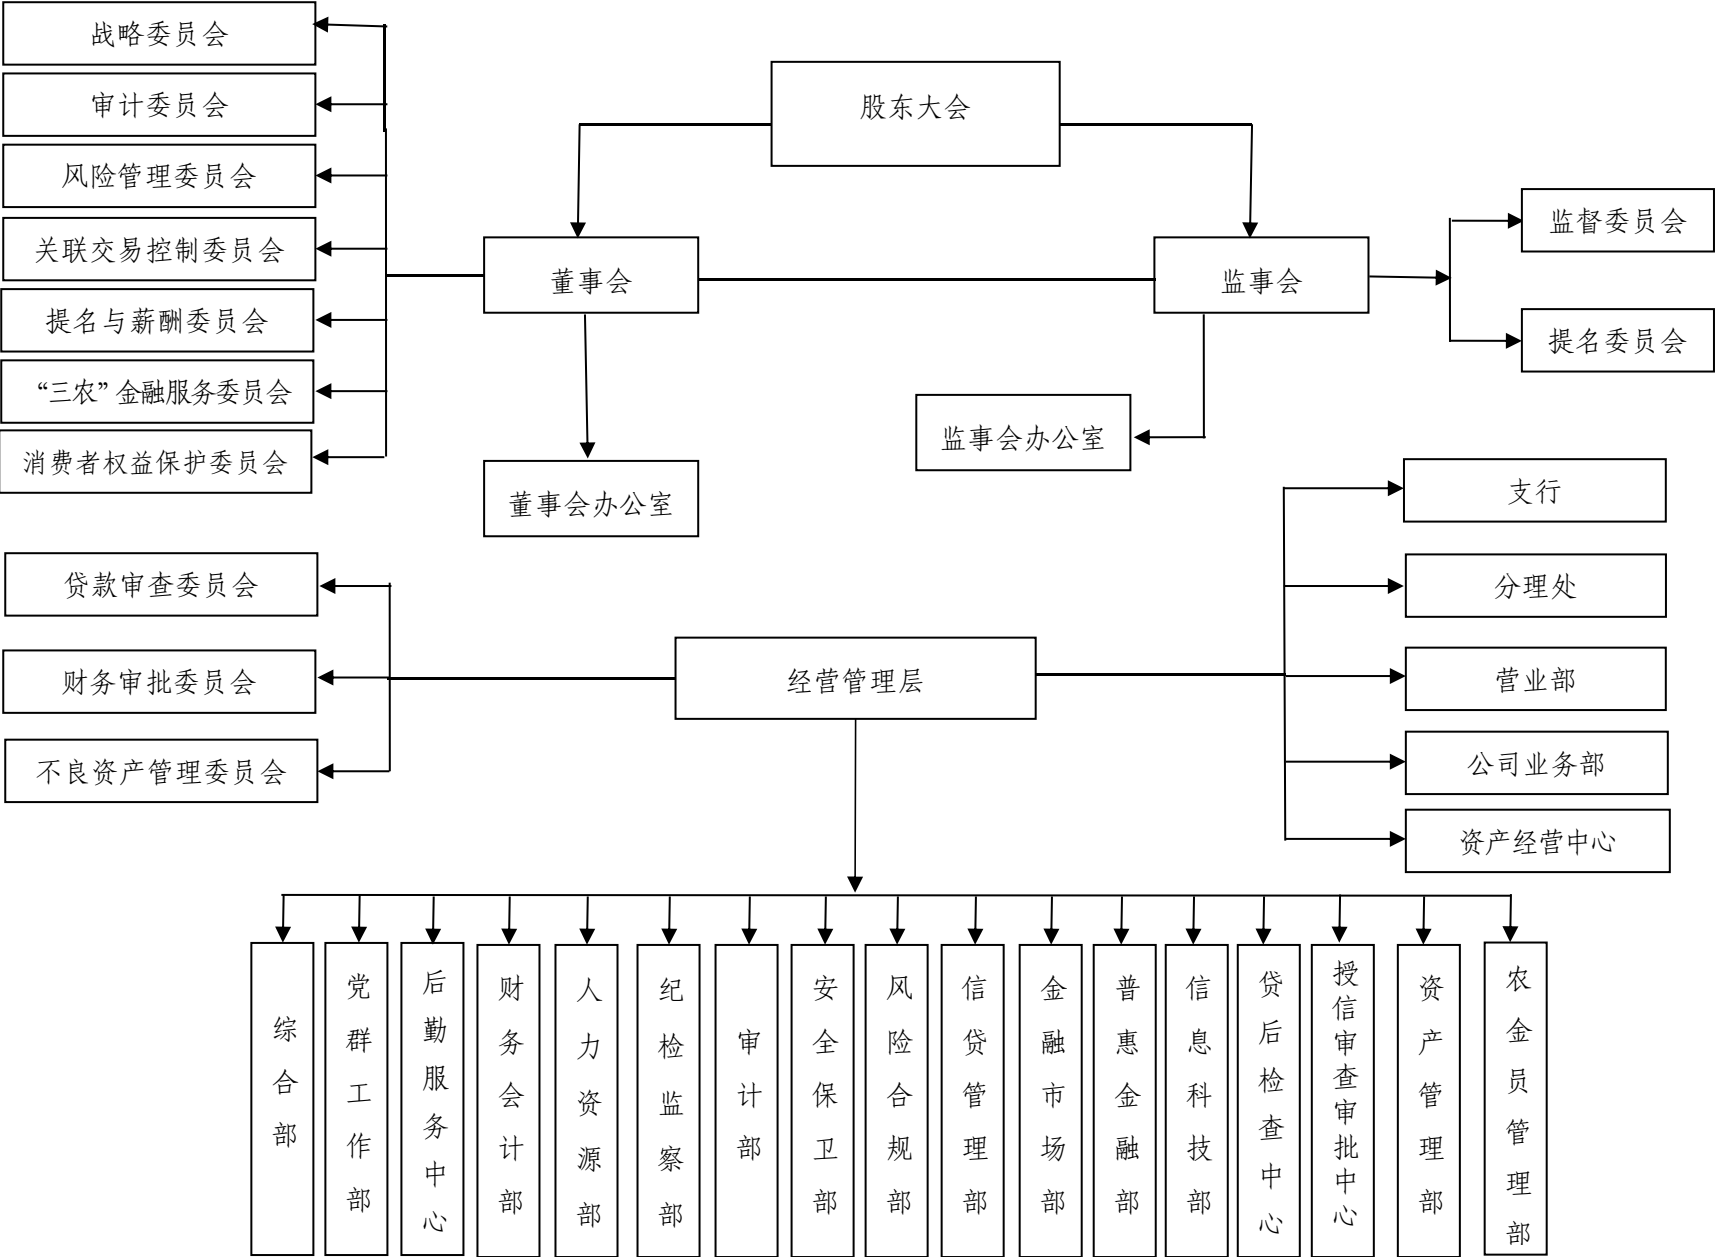 战略委员会
审计委员会
风险管理委员会
关联交易控制委员会
提名与薪酬委员会
“三农”金融服务委员会
消费者权益保护委员会
股东大会
董事会
监事会
监督委员会
提名委员会
董事会办公室
监事会办公室
贷款审查委员会
财务审批委员会
不良资产管理委员会
经营管理层
支行
分理处
营业部
公司业务部
资产经营中心
综合部
党群工作部
后勤服务中心
财务会计部
人力资源部
纪检监察部
审计部
安全保卫部
风险合规部
信贷管理部
金融市场部
普惠金融部
信息科技部
贷后检查中心
授信审查审批中心
资产管理部
农金员管理部